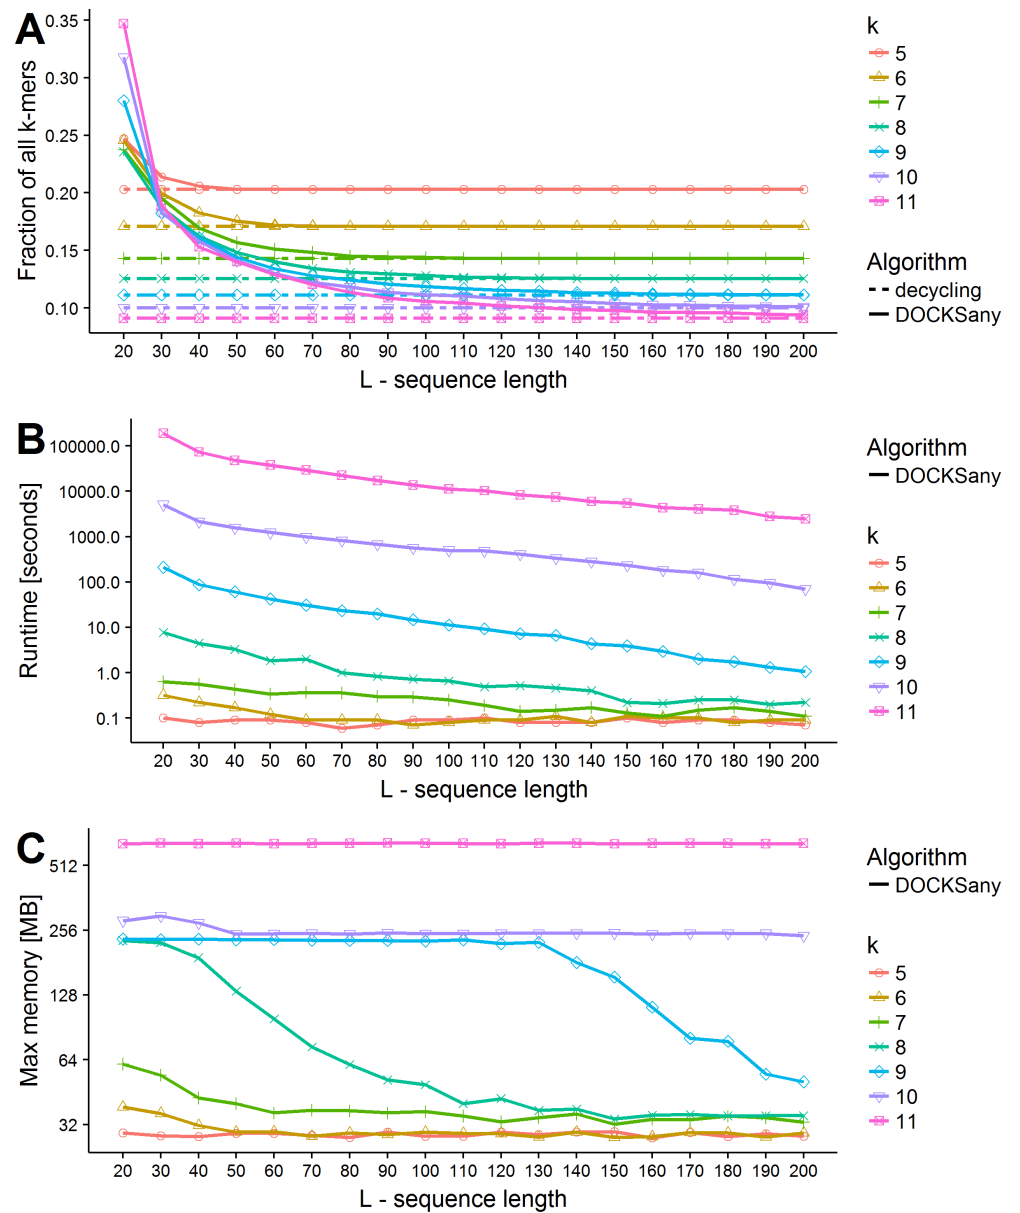 A
0.35
0.30
0.25
0.20
0.15
0.10
Fraction of all k-mers
20 30 40 50 60 70 80 90 100 110 120 130 140 150 160 170 180 190 200
L - sequence length
k
5
6
7
8
9
10
11
Algorithm
decycling
DOCKSany
B
100000.0
10000.0
1000.0
100.0
10.0
1.0
0.1
Runtime [seconds]
20 30 40 50 60 70 80 90 100 110 120 130 140 150 160 170 180 190 200
L - sequence length
Algorithm
DOCKSany
k
5
6
7
8
9
10
11
C
512
256
128
64
32
Max memory [MB]
20 30 40 50 60 70 80 90 100 110 120 130 140 150 160 170 180 190 200
L - sequence length
Algorithm
DOCKSany
k
5
6
7
8
9
10
11